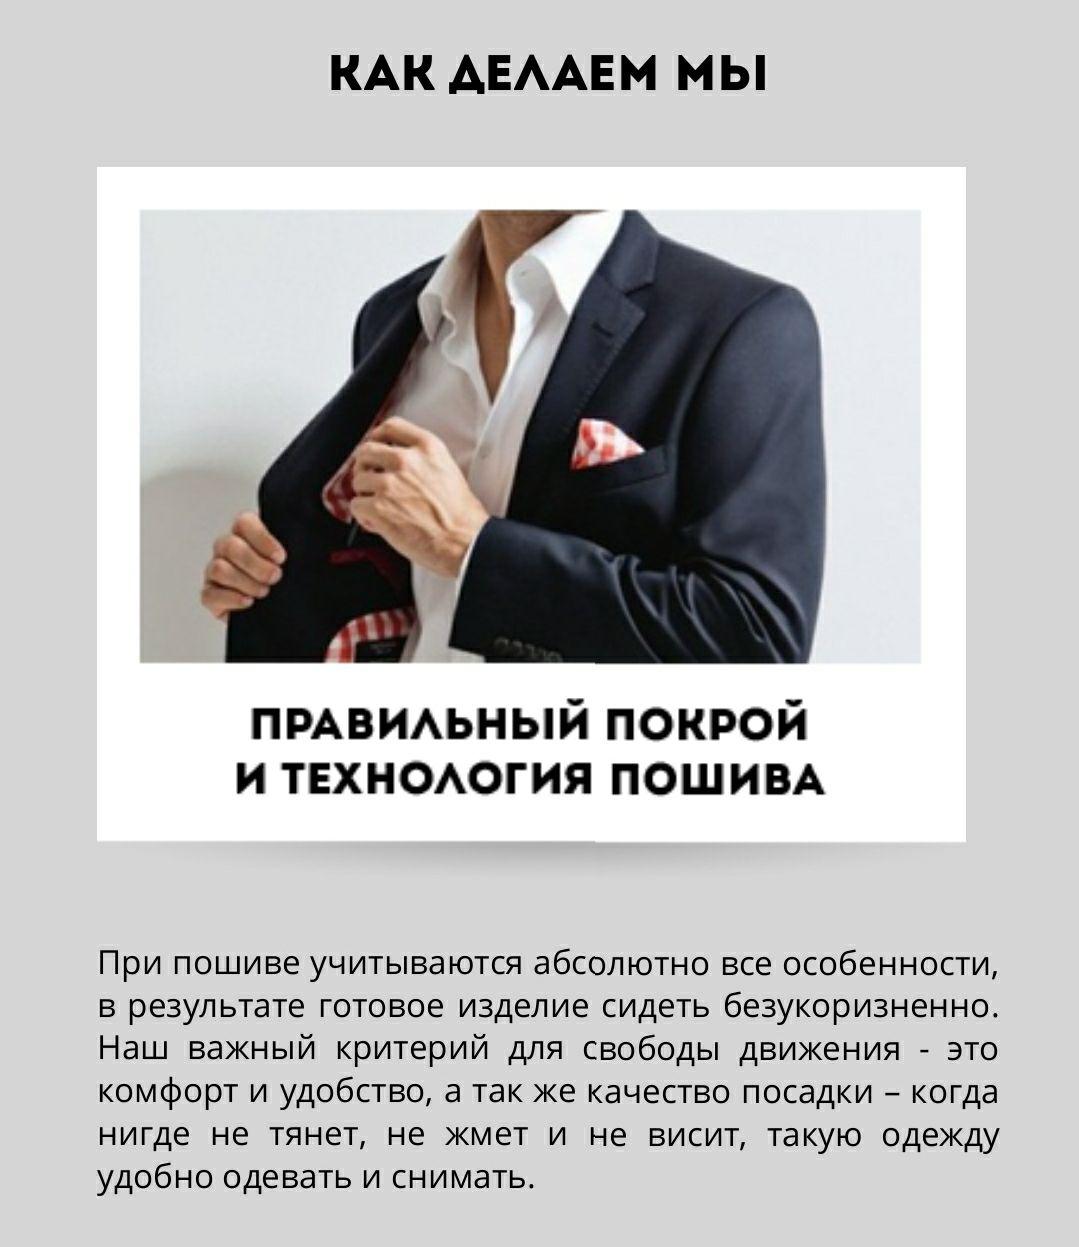 КАК ДЕЛАЕМ МЫ
ПРАВИЛЬНЫЙ ПОКРОЙ
И ТЕХНОЛОГИЯ ПОШИВА
При пошиве учитываются абсолютно все особенности,
в результате готовое изделие сидеть безукоризненно.
Наш важный критерий для свободы движения - это
комфорт и удобство, а так же качество посадки – когда
нигде не тянет, не жмет и не висит, такую одежду
удобно одевать и снимать.